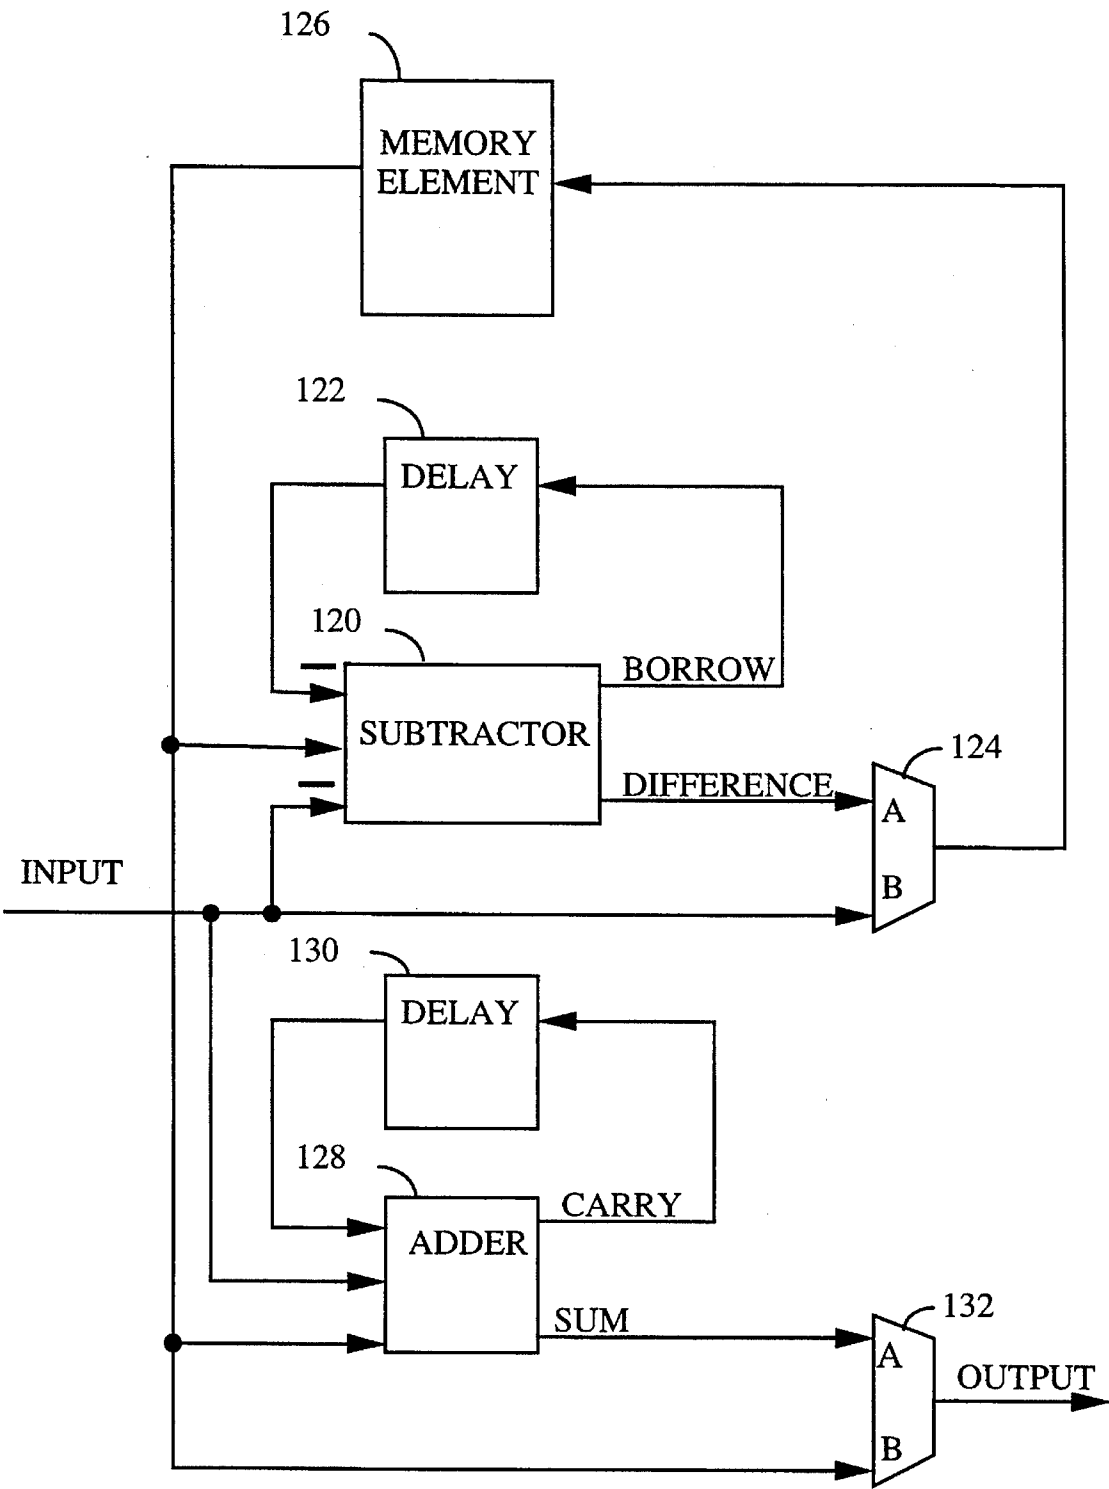 126
MEMORY
ELEMENT
122
DELAY
120
BORROW
SUBTRACTOR
124
DIFFERENCE
A
INPUT
B
130
DELAY
128
CARRY
ADDER
132
SUM
A
OUTPUT
B